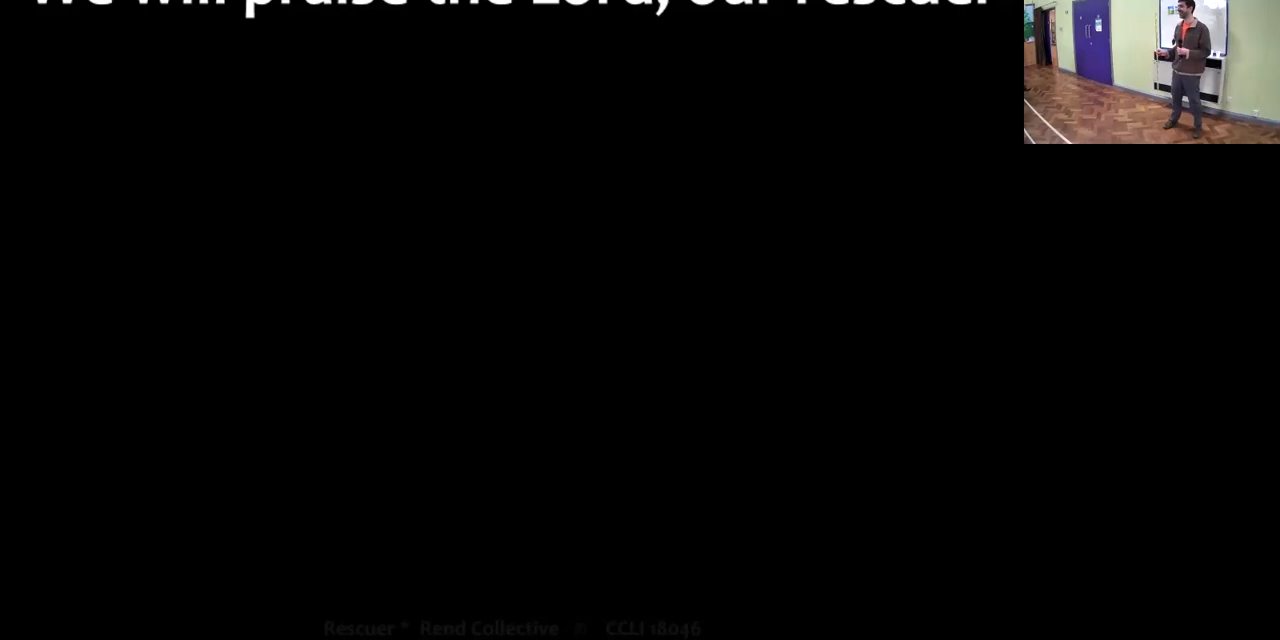 We will praise the Lord, our rescuer
Rescuer * Rend Collective © CCLI 18046